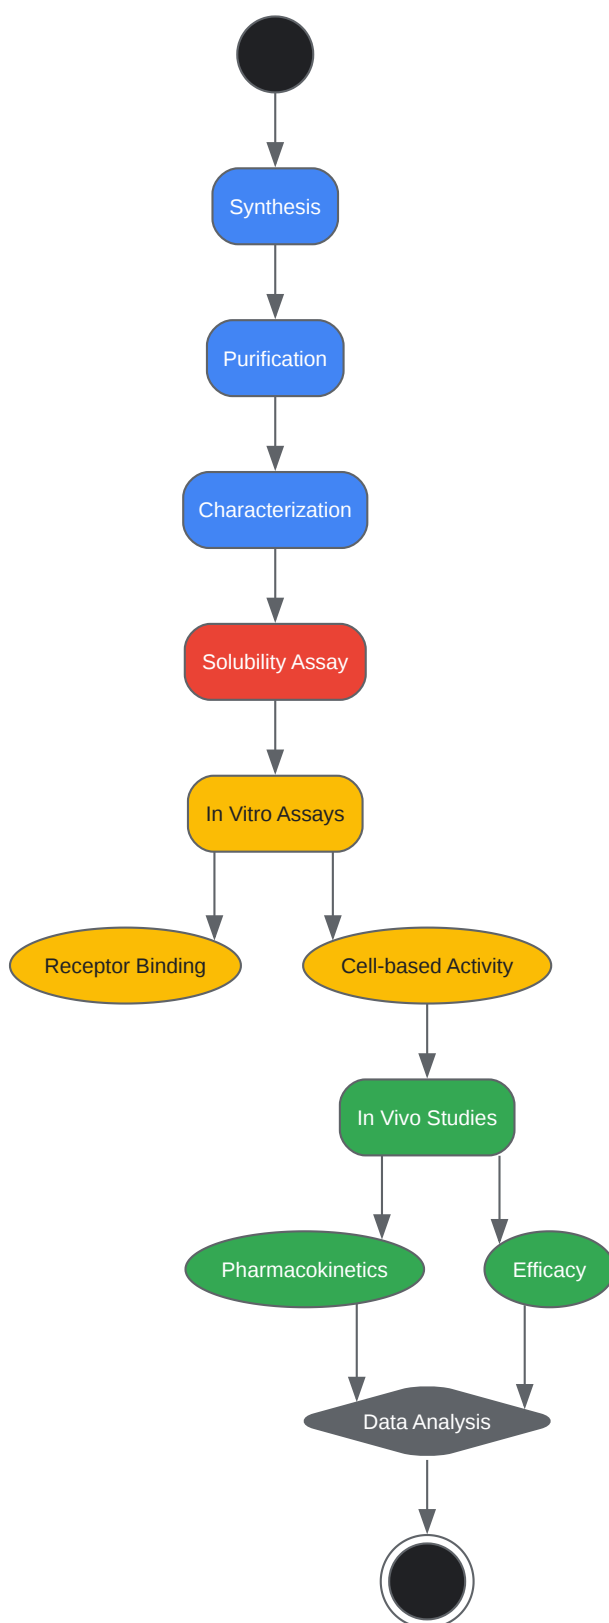 Synthesis
Purification
Characterization
Solubility Assay
In Vitro Assays
Receptor Binding
Cell-based Activity
In Vivo Studies
Pharmacokinetics
Efficacy
Data Analysis